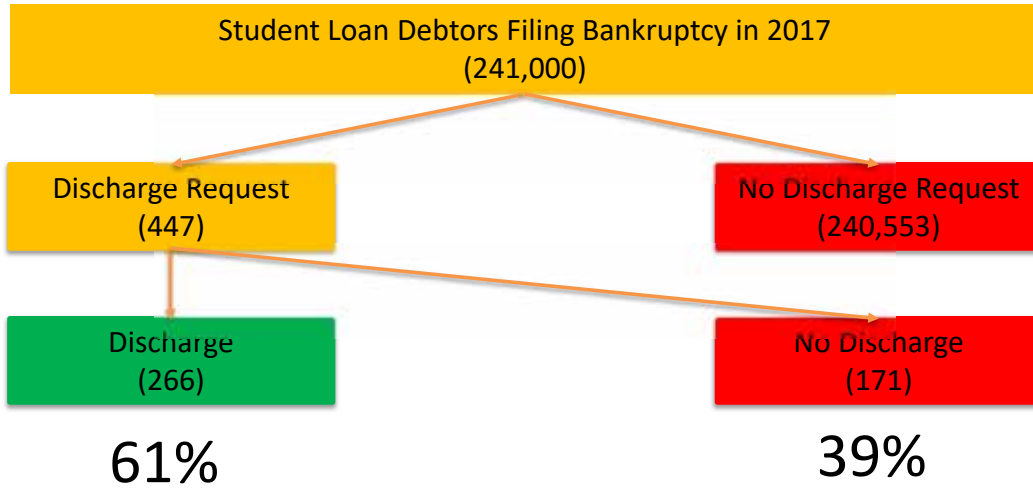 Student Loan Debtors Filing Bankruptcy in 2017
(241,000)
Discharge Request
(447)
No Discharge Request
(240,553)
Discharge
(266)
No Discharge
(171)
61%
39%